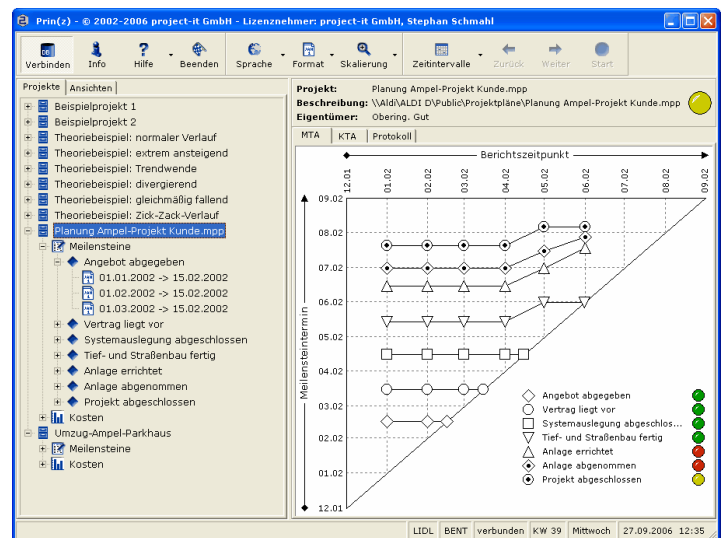 Prin(z) - © 2002-2006 project-it GmbH - Lizenznehmer: project-it GmbH, Stephan Schmahl
Verbinden Info Hilfe Beenden Sprache Format Skalierung Zeitintervalle Zurück Weiter Start
Projekte Ansichten
Beispielprojekt 1
Beispielprojekt 2
Theoriebeispiel: normaler Verlauf
Theoriebeispiel: extrem ansteigend
Theoriebeispiel: Trendwende
Theoriebeispiel: divergierend
Theoriebeispiel: gleichmäßig fallend
Theoriebeispiel: Zick-Zack-Verlauf
Planung Ampel-Projekt Kunde.mpp
Meilensteine
Angebot abgegeben
01.01.2002 -> 15.02.2002
01.02.2002 -> 15.02.2002
01.03.2002 -> 15.02.2002
Vertrag liegt vor
Systemauslegung abgeschlossen
Tief- und Straßenbau fertig
Anlage errichtet
Anlage abgenommen
Projekt abgeschlossen
Kosten
Umzug-Ampel-Parkhaus
Meilensteine
Kosten
Projekt: Planung Ampel-Projekt Kunde.mpp
Beschreibung: \\Aldi\ALDI D\Public\Projektpläne\Planung Ampel-Projekt Kunde.mpp
Eigentümer: Obering. Gut
MTA KTA Protokoll
Berichtszeitpunkt
12.01 01.02 02.02 03.02 04.02 05.02 06.02 07.02 08.02 09.02
Meilensteintermin
09.02
08.02
07.02
06.02
05.02
04.02
03.02
02.02
01.02
12.01
Angebot abgegeben
Vertrag liegt vor
Systemauslegung abgeschlos...
Tief- und Straßenbau fertig
Anlage errichtet
Anlage abgenommen
Projekt abgeschlossen
LIDL BENT verbunden KW 39 Mittwoch 27.09.2006 12:35